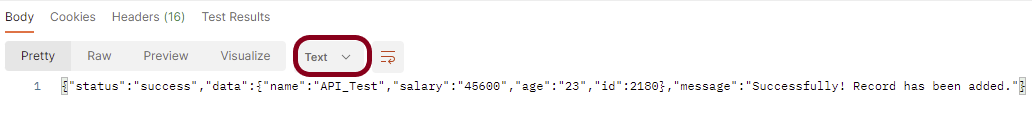 Body Cookies Headers (16) Test Results
Pretty Raw Preview Visualize Text
1 {"status":"success","data":{"name":"API_Test","salary":"45600","age":"23","id":2180},"message":"Successfully! Record has been added."}